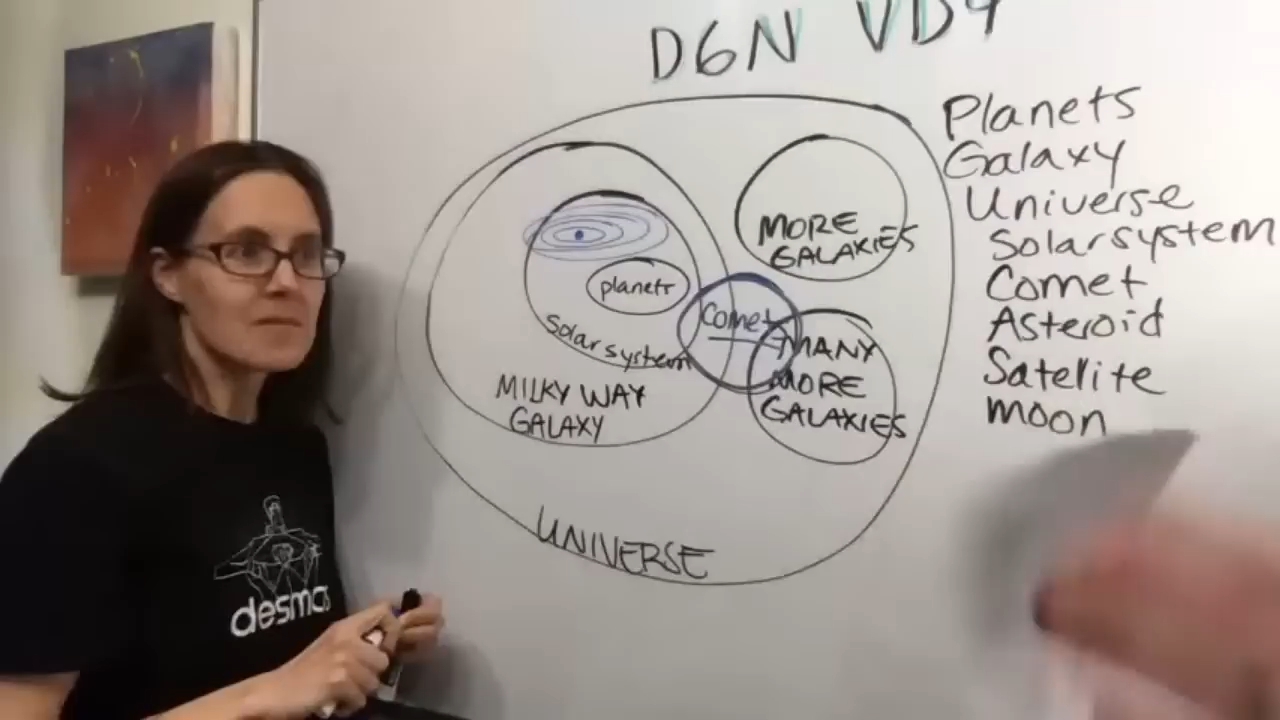 D6N VD4
Planets
Galaxy
Universe
Solarsystem
Comet
Asteroid
Satellite
moon
MORE
GALAXIES
planets
Comet
Solar system
MANY
MORE
GALAXIES
MILKY WAY
GALAXY
UNIVERSE
desmos